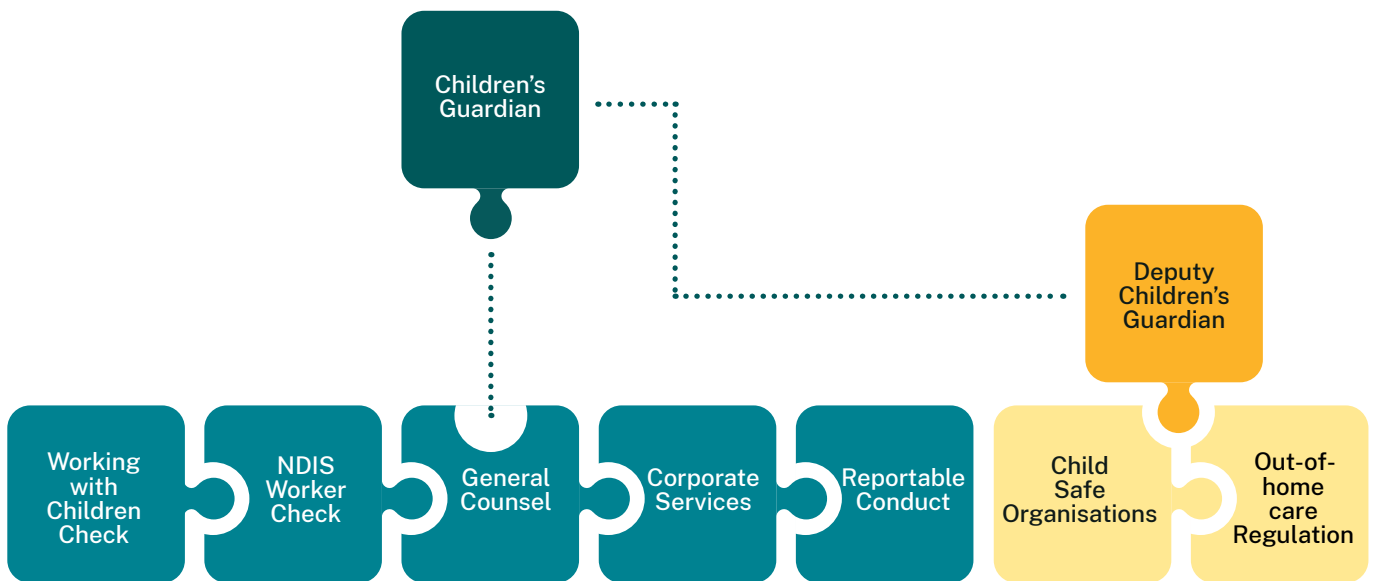 Children’s
Guardian
Deputy
Children’s
Guardian
Working
with
Children
Check
NDIS
Worker
Check
General
Counsel
Corporate
Services
Reportable
Conduct
Child
Safe
Organisations
Out-of-
home
care
Regulation